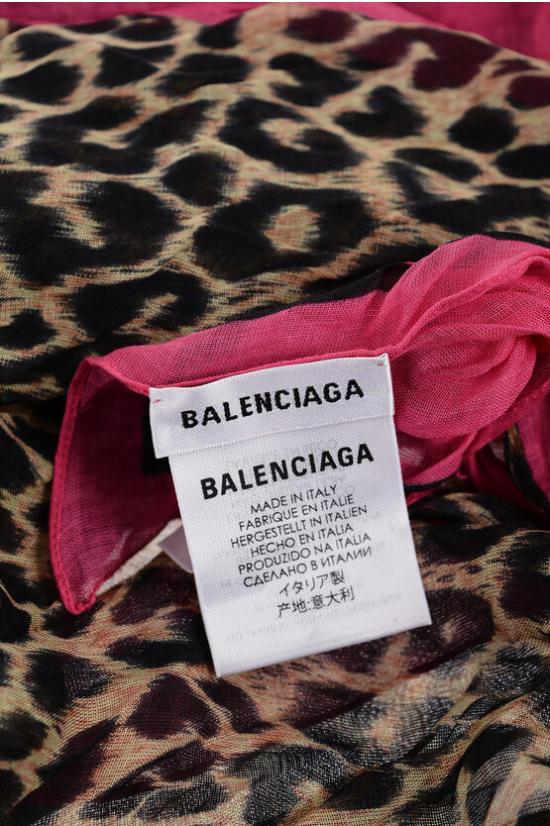 BALENCIAGA
BALENCIAGA
MADE IN ITALY
FABRIQUE EN ITALIE
HERGESTELLT IN ITALIEN
HECHO EN ITALIA
PRODUZIDO NA ITALIA
СДЕЛАНО В ИТАЛИИ
イタリア製
产地:意大利